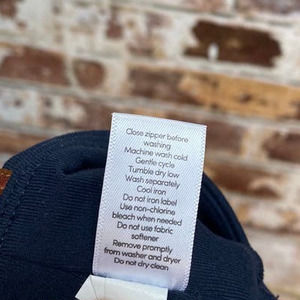 Close zipper before
washing
Machine wash cold
Gentle cycle
Tumble dry low
Wash separately
Cool iron
Do not iron label
Use non-chlorine
bleach when needed
Do not use fabric
softener
Remove promptly
from washer and dryer
Do not dry clean